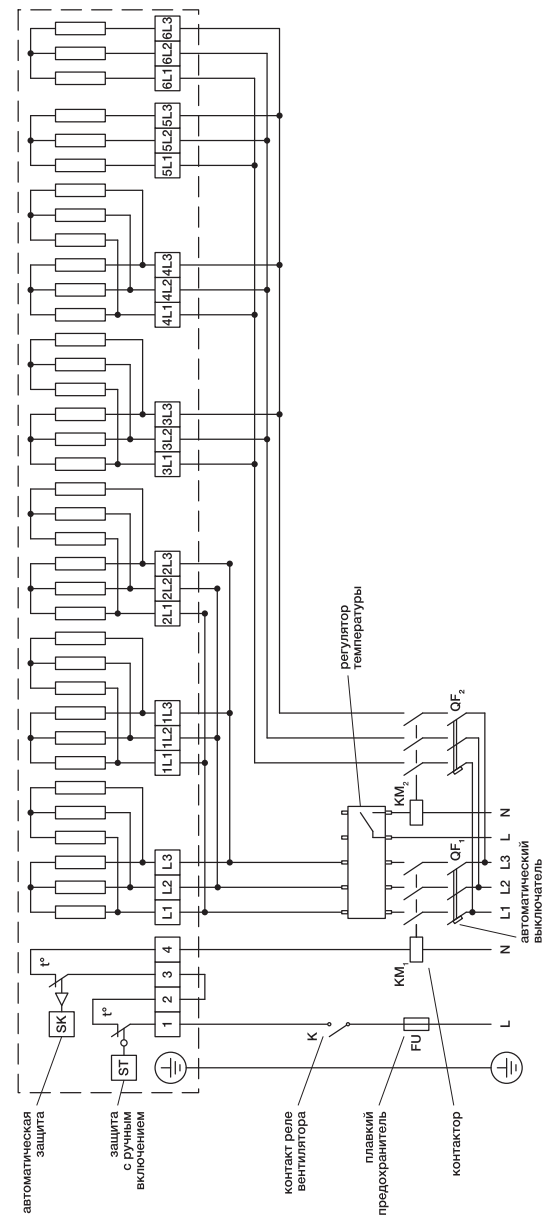 6L1 6L2 6L3
5L1 5L2 5L3
4L1 4L2 4L3
3L1 3L2 3L3
2L1 2L2 2L3
1L1 1L2 1L3
L1 L2 L3
1 2 3 4
t°
SK
t°
ST
автоматическая
защита
защита
с ручным
включением
контакт реле
вентилятора
K
плавкий
предохранитель
FU
контактор
KM₁
KM₂
QF₁
QF₂
регулятор
температуры
автоматический
выключатель
L
N
L1
L2
L3
L
N